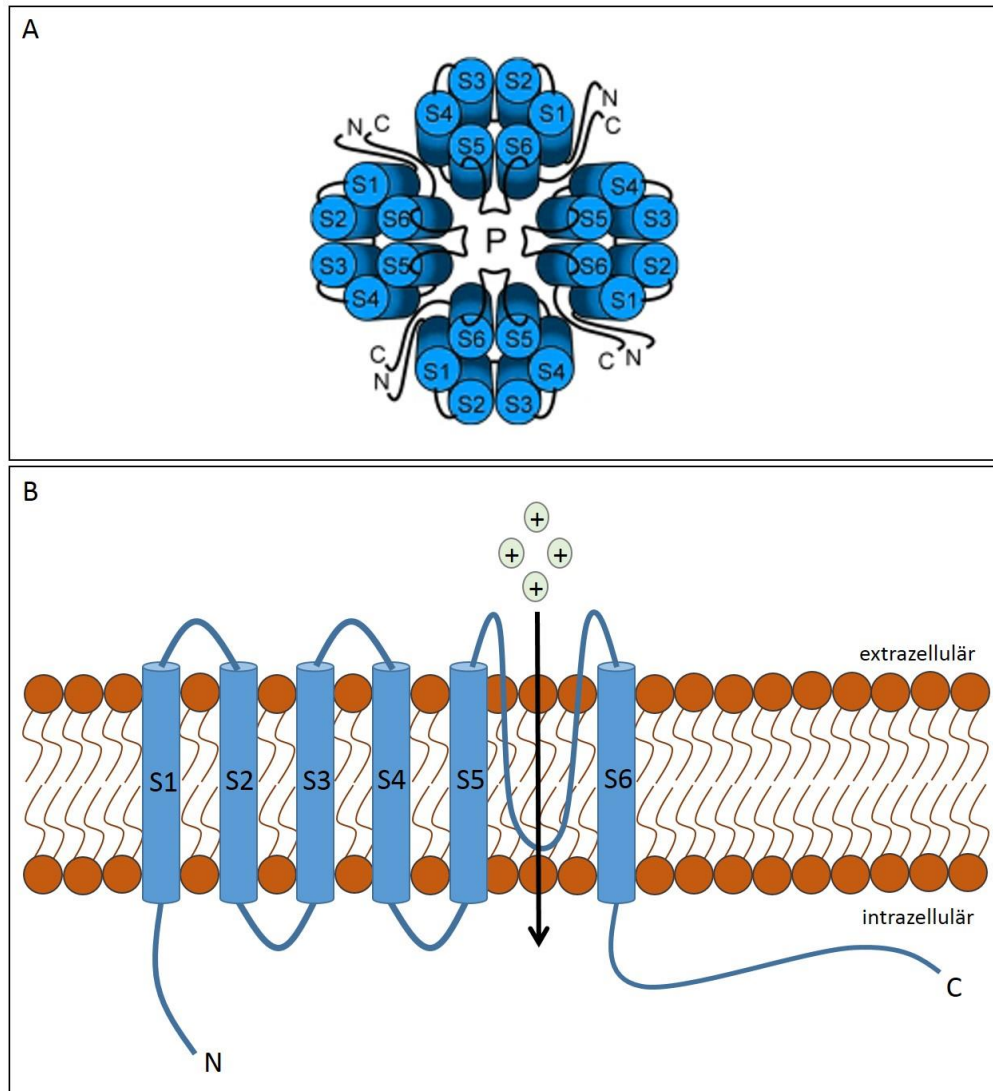 A
S3 S2
S4 S1
S5 S6
N
C
N C
S1
S2 S6
S3 S5
S4
P
S4
S5 S3
S6 S2
S1
C N
C
N
S6 S5
S1 S4
S2 S3
B
+
+ +
+
extrazellulär
S1 S2 S3 S4 S5 S6
intrazellulär
C
N